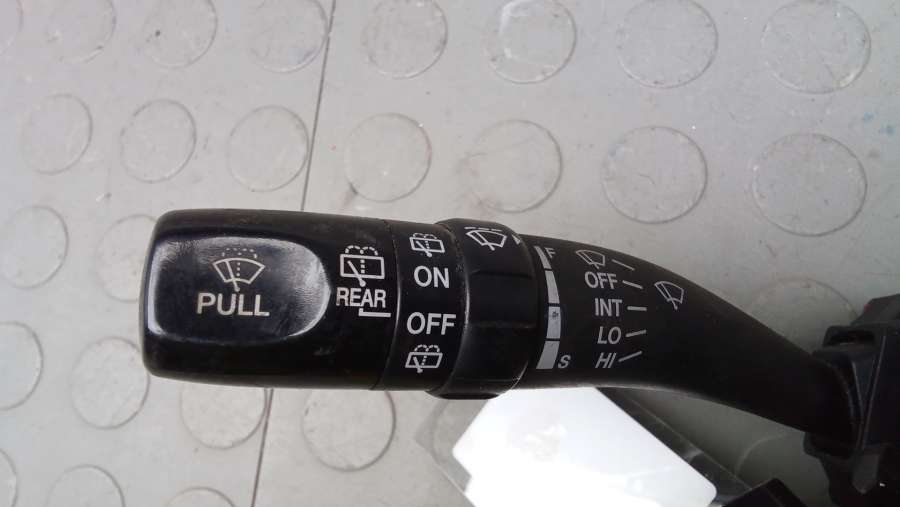 PULL
REAR
ON
OFF
F
S
OFF
INT
LO
HI